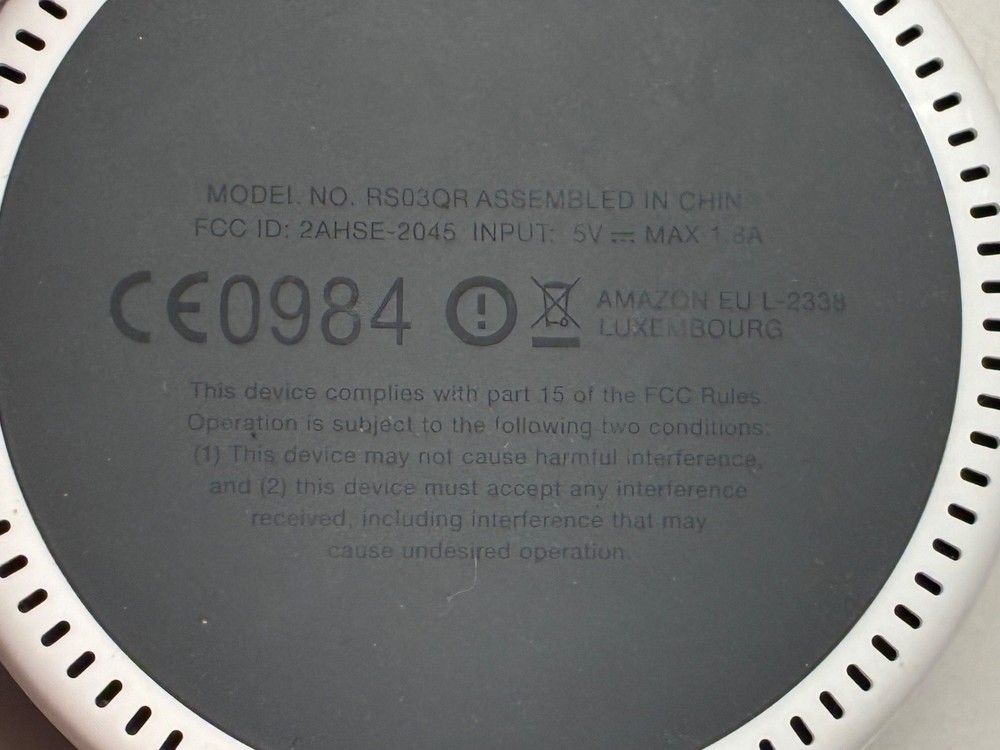 MODEL NO. RS03QR ASSEMBLED IN CHIN
FCC ID: 2AHSE-2045 INPUT: 5V ⎓ MAX 1.8A
CE0984 AMAZON EU L-2338
LUXEMBOURG
This device complies with part 15 of the FCC Rules.
Operation is subject to the following two conditions:
(1) This device may not cause harmful interference,
and (2) this device must accept any interference
received, including interference that may
cause undesired operation.